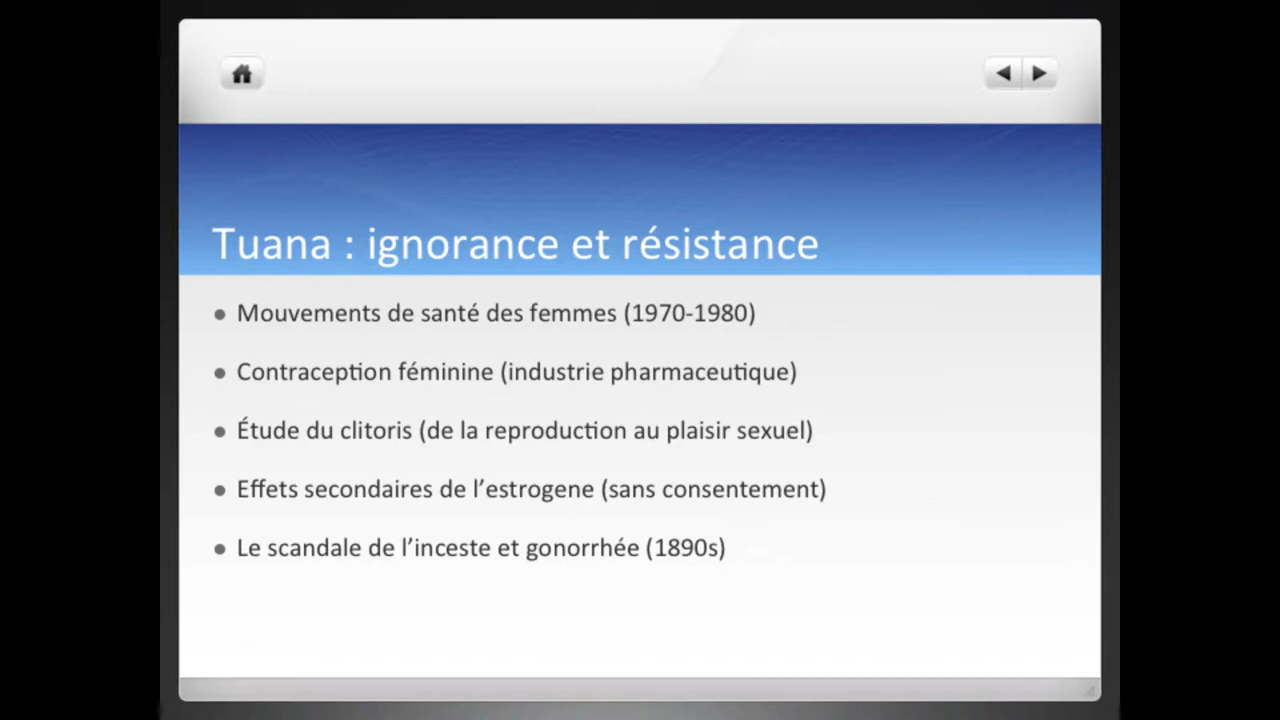 Tuana : ignorance et résistance
Mouvements de santé des femmes (1970-1980)
Contraception féminine (industrie pharmaceutique)
Étude du clitoris (de la reproduction au plaisir sexuel)
Effets secondaires de l’estrogene (sans consentement)
Le scandale de l’inceste et gonorrhée (1890s)